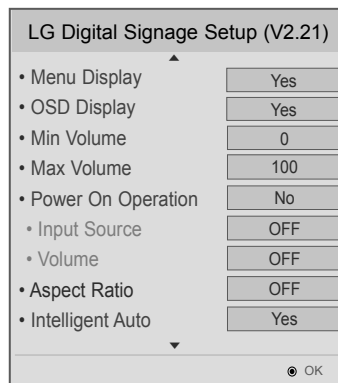 LG Digital Signage Setup (V2.21)
• Menu Display Yes
• OSD Display Yes
• Min Volume 0
• Max Volume 100
• Power On Operation No
• Input Source OFF
• Volume OFF
• Aspect Ratio OFF
• Intelligent Auto Yes
OK